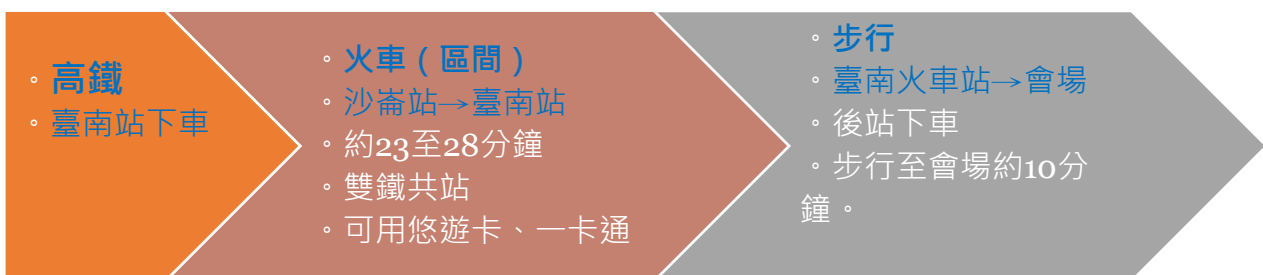 。高鐵
。臺南站下車
。火車（區間）
。沙崙站→臺南站
。約23至28分鐘
。雙鐵共站
。可用悠遊卡、一卡通
。步行
。臺南火車站→會場
。後站下車
。步行至會場約10分
鐘。